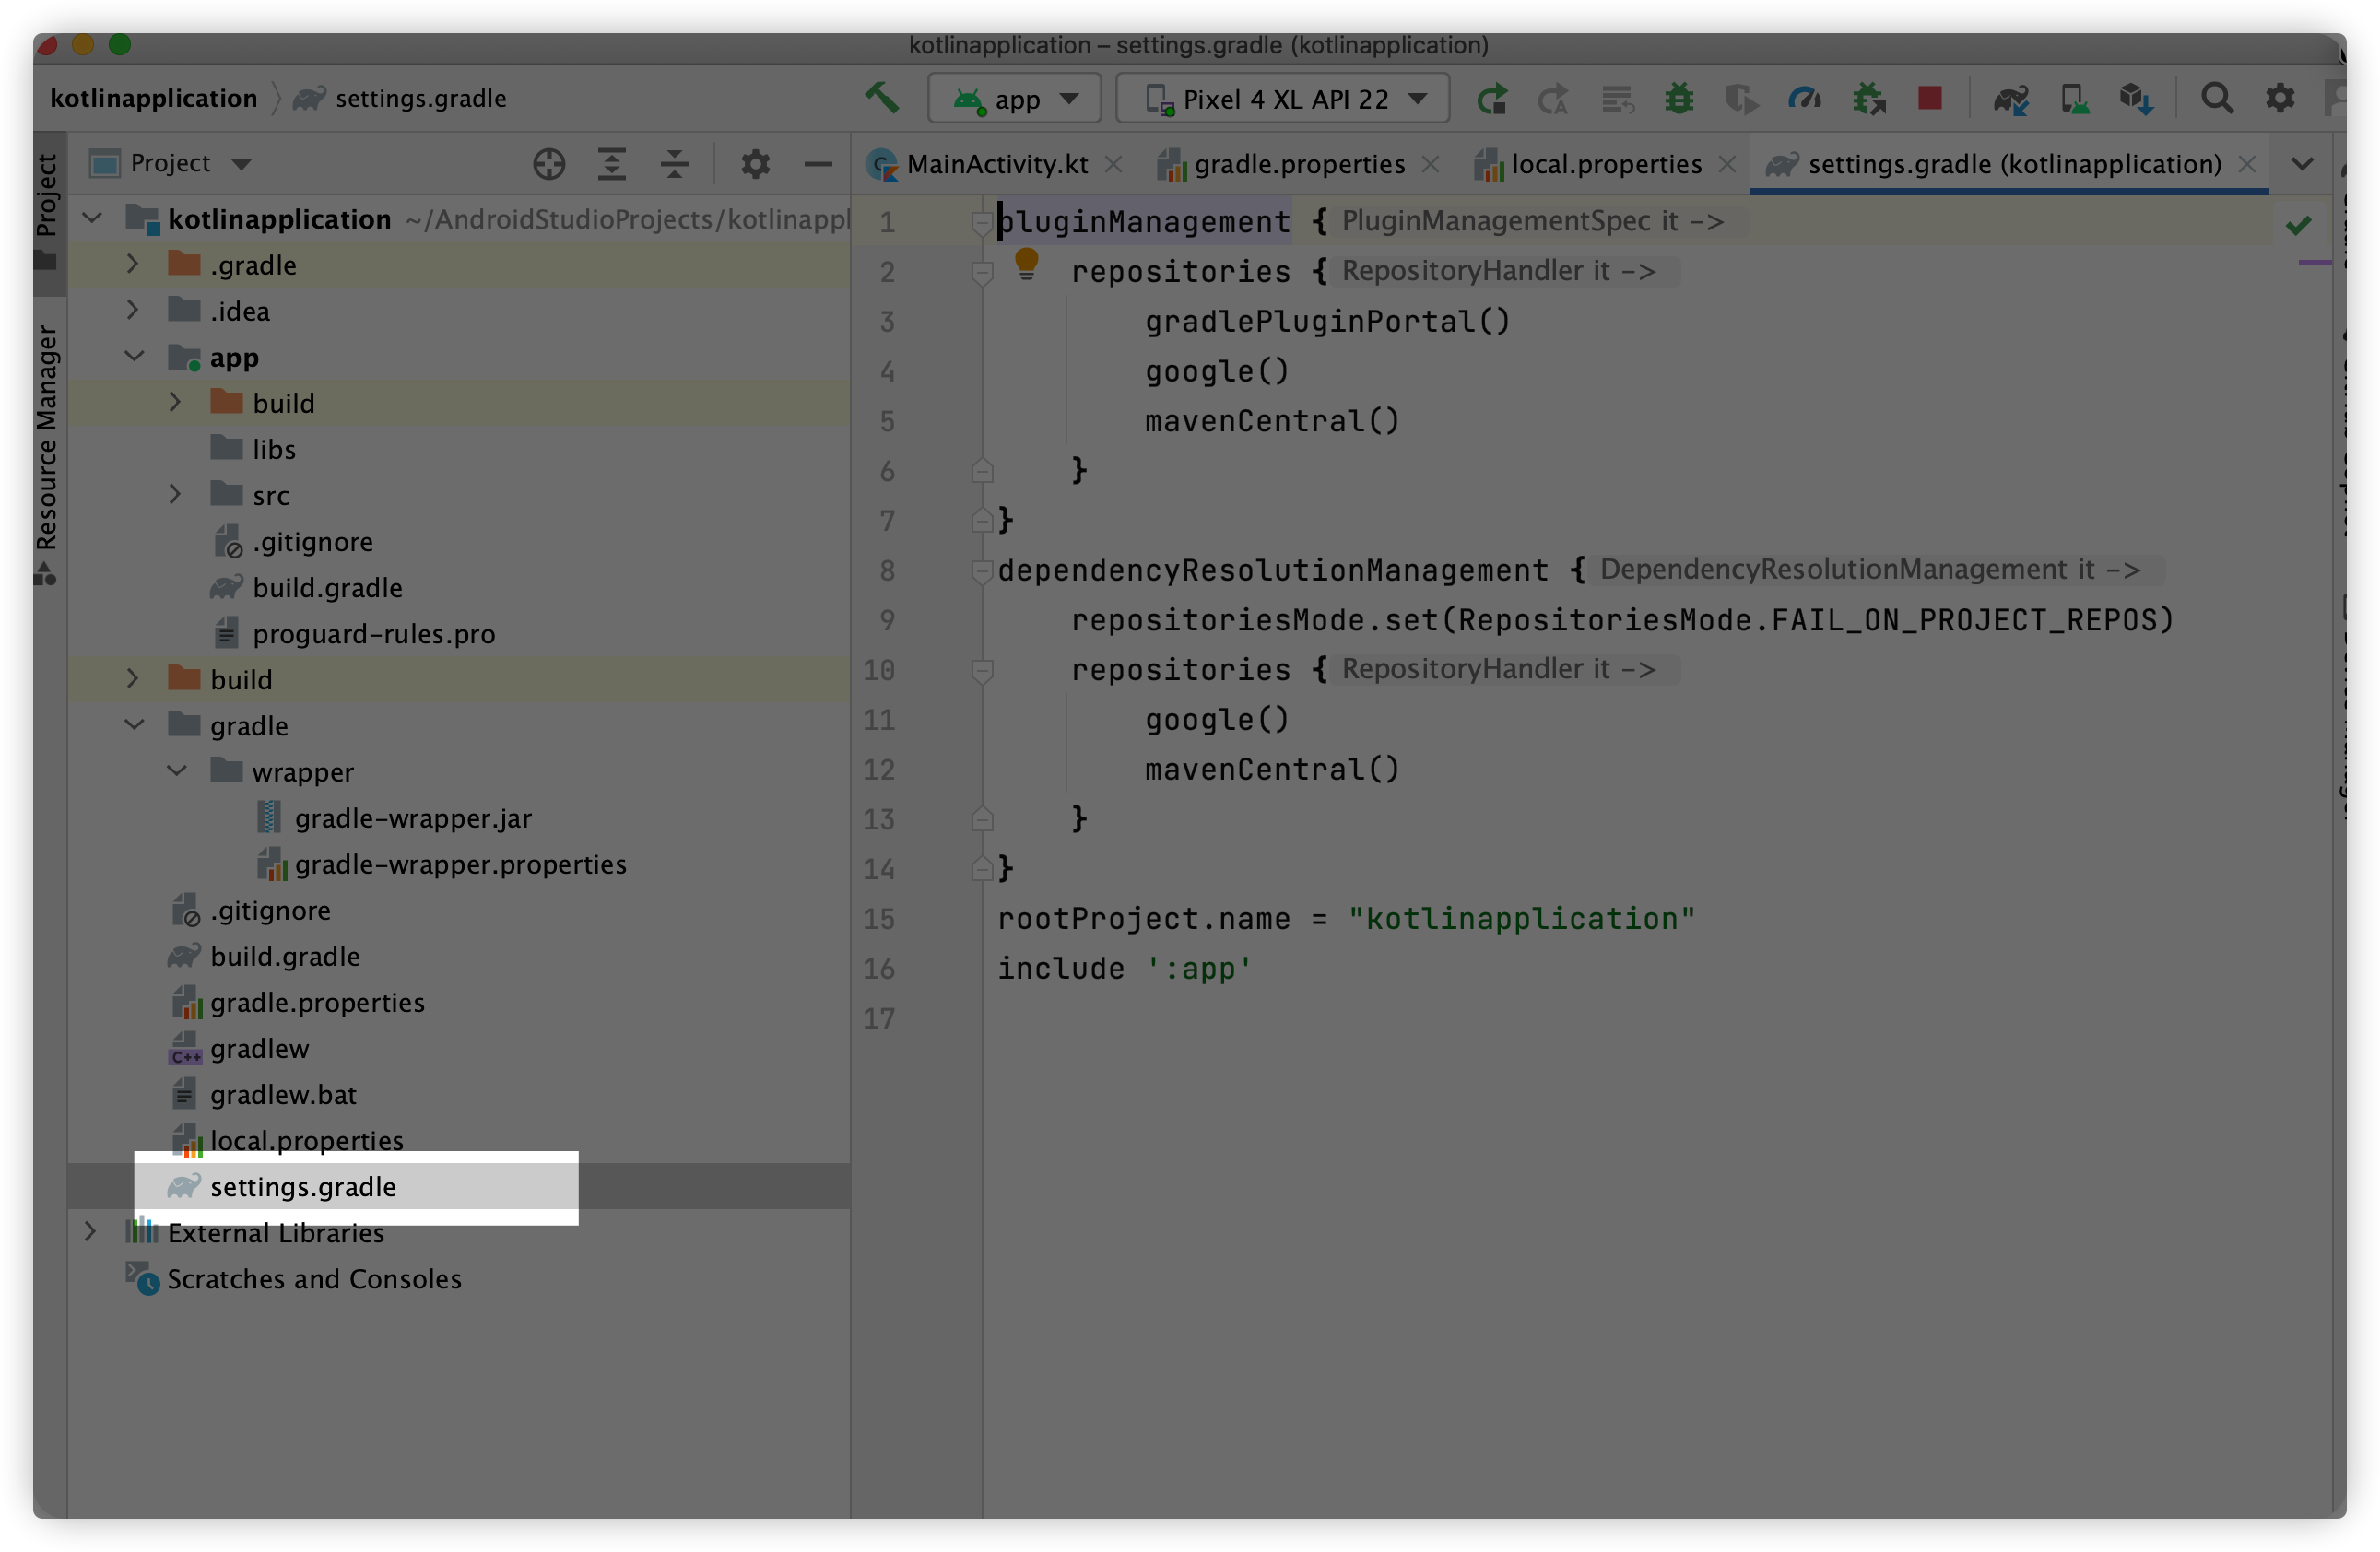 kotlinapplication – settings.gradle (kotlinapplication)
kotlinapplication settings.gradle
app
Pixel 4 XL API 22
Project
Resource Manager
Project
kotlinapplication ~/AndroidStudioProjects/kotlinappl
.gradle
.idea
app
build
libs
src
.gitignore
build.gradle
proguard-rules.pro
build
gradle
wrapper
gradle-wrapper.jar
gradle-wrapper.properties
.gitignore
build.gradle
gradle.properties
C++ gradlew
gradlew.bat
local.properties
settings.gradle
External Libraries
Scratches and Consoles
MainActivity.kt gradle.properties local.properties settings.gradle (kotlinapplication)
1 pluginManagement { PluginManagementSpec it ->
2 repositories { RepositoryHandler it ->
3 gradlePluginPortal()
4 google()
5 mavenCentral()
6 }
7 }
8 dependencyResolutionManagement { DependencyResolutionManagement it ->
9 repositoriesMode.set(RepositoriesMode.FAIL_ON_PROJECT_REPOS)
10 repositories { RepositoryHandler it ->
11 google()
12 mavenCentral()
13 }
14 }
15 rootProject.name = "kotlinapplication"
16 include ':app'
17